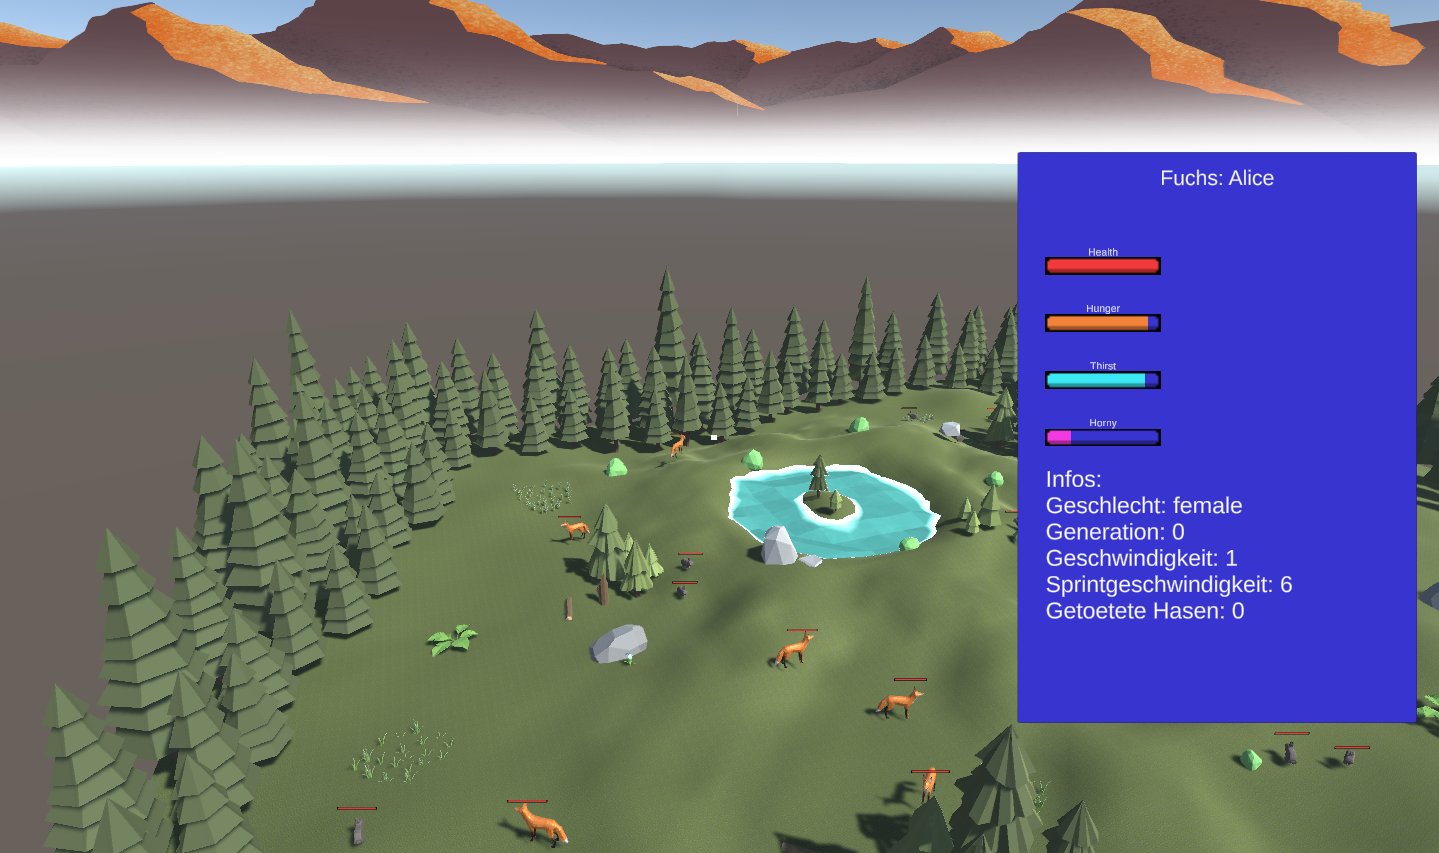 Fuchs: Alice
Health
Hunger
Thirst
Horny
Infos:
Geschlecht: female
Generation: 0
Geschwindigkeit: 1
Sprintgeschwindigkeit: 6
Getoetete Hasen: 0